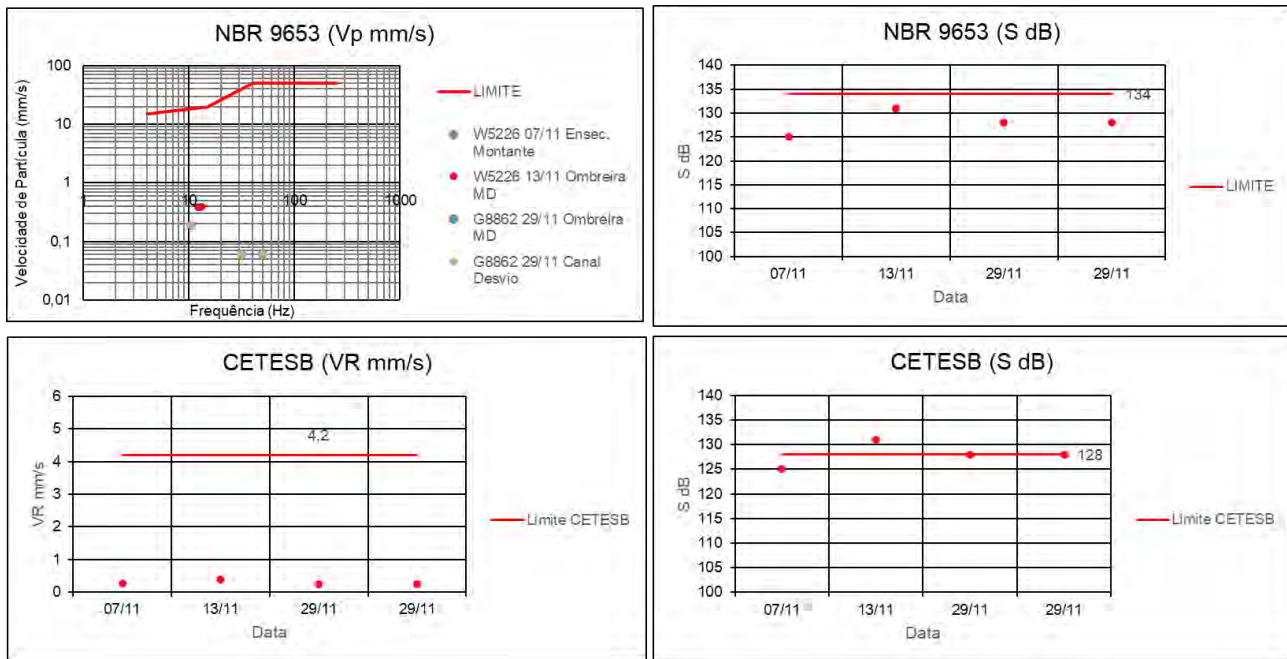 NBR 9653 (Vp mm/s)
Velocidade de Partícula (mm/s)
100
10
1
0,1
0,01
1
10
100
1000
Frequência (Hz)
LIMITE
W5226 07/11 Ensec.
Montante
W5226 13/11 Ombreira
MD
G8862 29/11 Ombreira
MD
G8862 29/11 Canal
Desvio
NBR 9653 (S dB)
S dB
140
135
130
125
120
115
110
105
100
134
07/11
13/11
29/11
29/11
Data
LIMITE
CETESB (VR mm/s)
VR mm/s
6
5
4
3
2
1
0
4,2
07/11
13/11
29/11
29/11
Data
Limite CETESB
CETESB (S dB)
S dB
140
135
130
125
120
115
110
105
100
128
07/11
13/11
29/11
29/11
Data
Limite CETESB